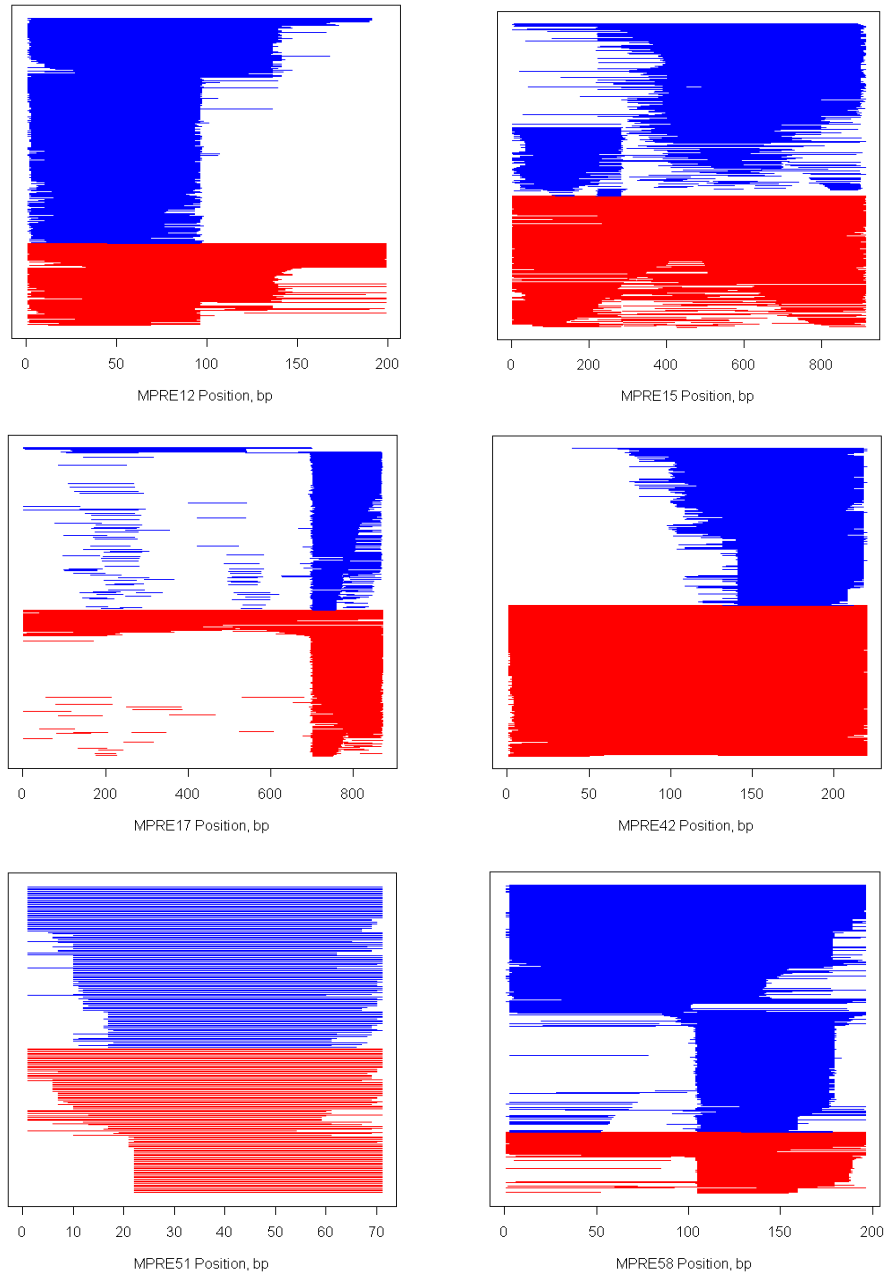 0 50 100 150 200
MPRE12 Position, bp
0 200 400 600 800
MPRE15 Position, bp
0 200 400 600 800
MPRE17 Position, bp
0 50 100 150 200
MPRE42 Position, bp
0 10 20 30 40 50 60 70
MPRE51 Position, bp
0 50 100 150 200
MPRE58 Position, bp